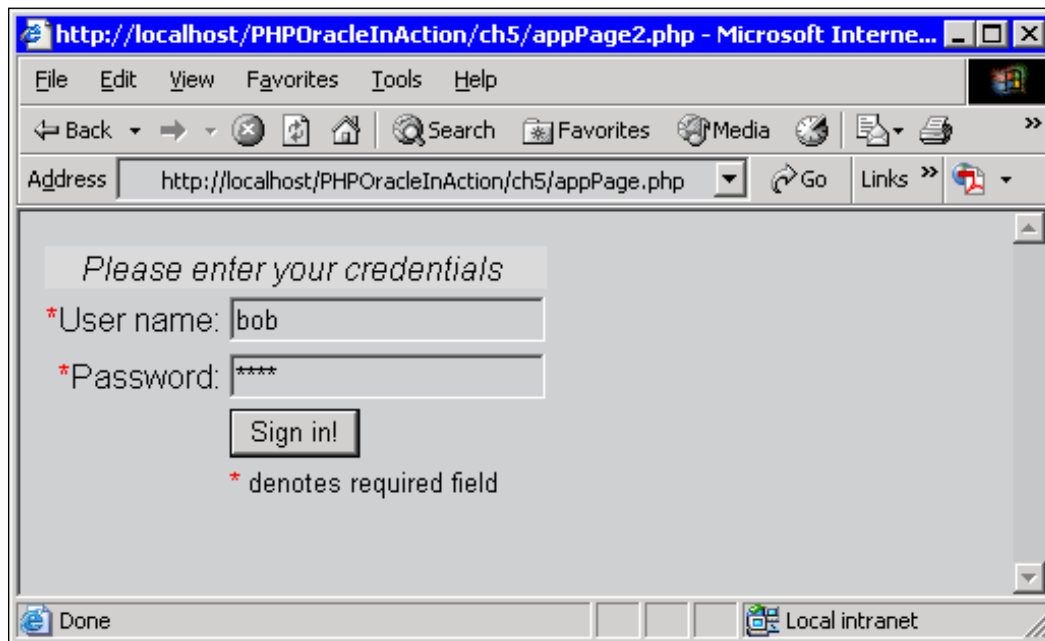 http://localhost/PHPOracleInAction/ch5/appPage2.php - Microsoft Interne...
File Edit View Favorites Tools Help
Back Search Favorites Media »
Address http://localhost/PHPOracleInAction/ch5/appPage.php Go Links »
Please enter your credentials
*User name: bob
*Password: ****
Sign in!
* denotes required field
Done Local intranet